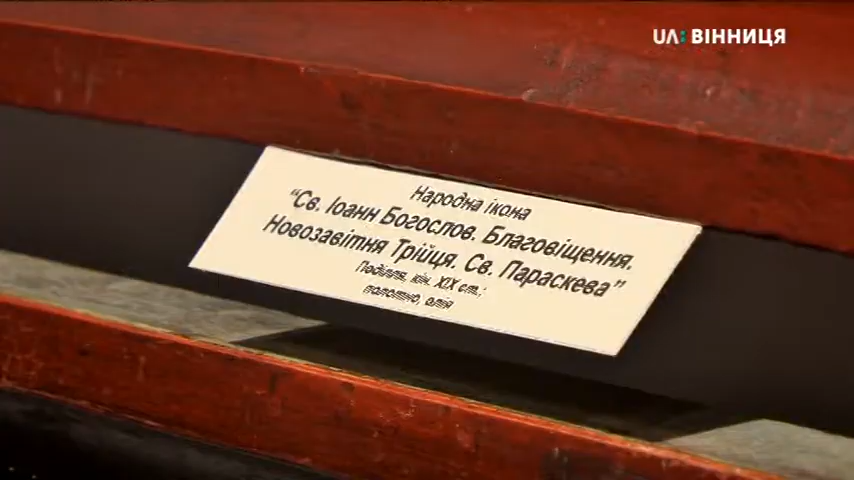 UA:ВІННИЦЯ
Народна ікона
“Св. Іоанн Богослов. Благовіщення.
Новозавітня Трійця. Св. Параскева”
Поділля, кін. XIX ст.;
полотно, олія